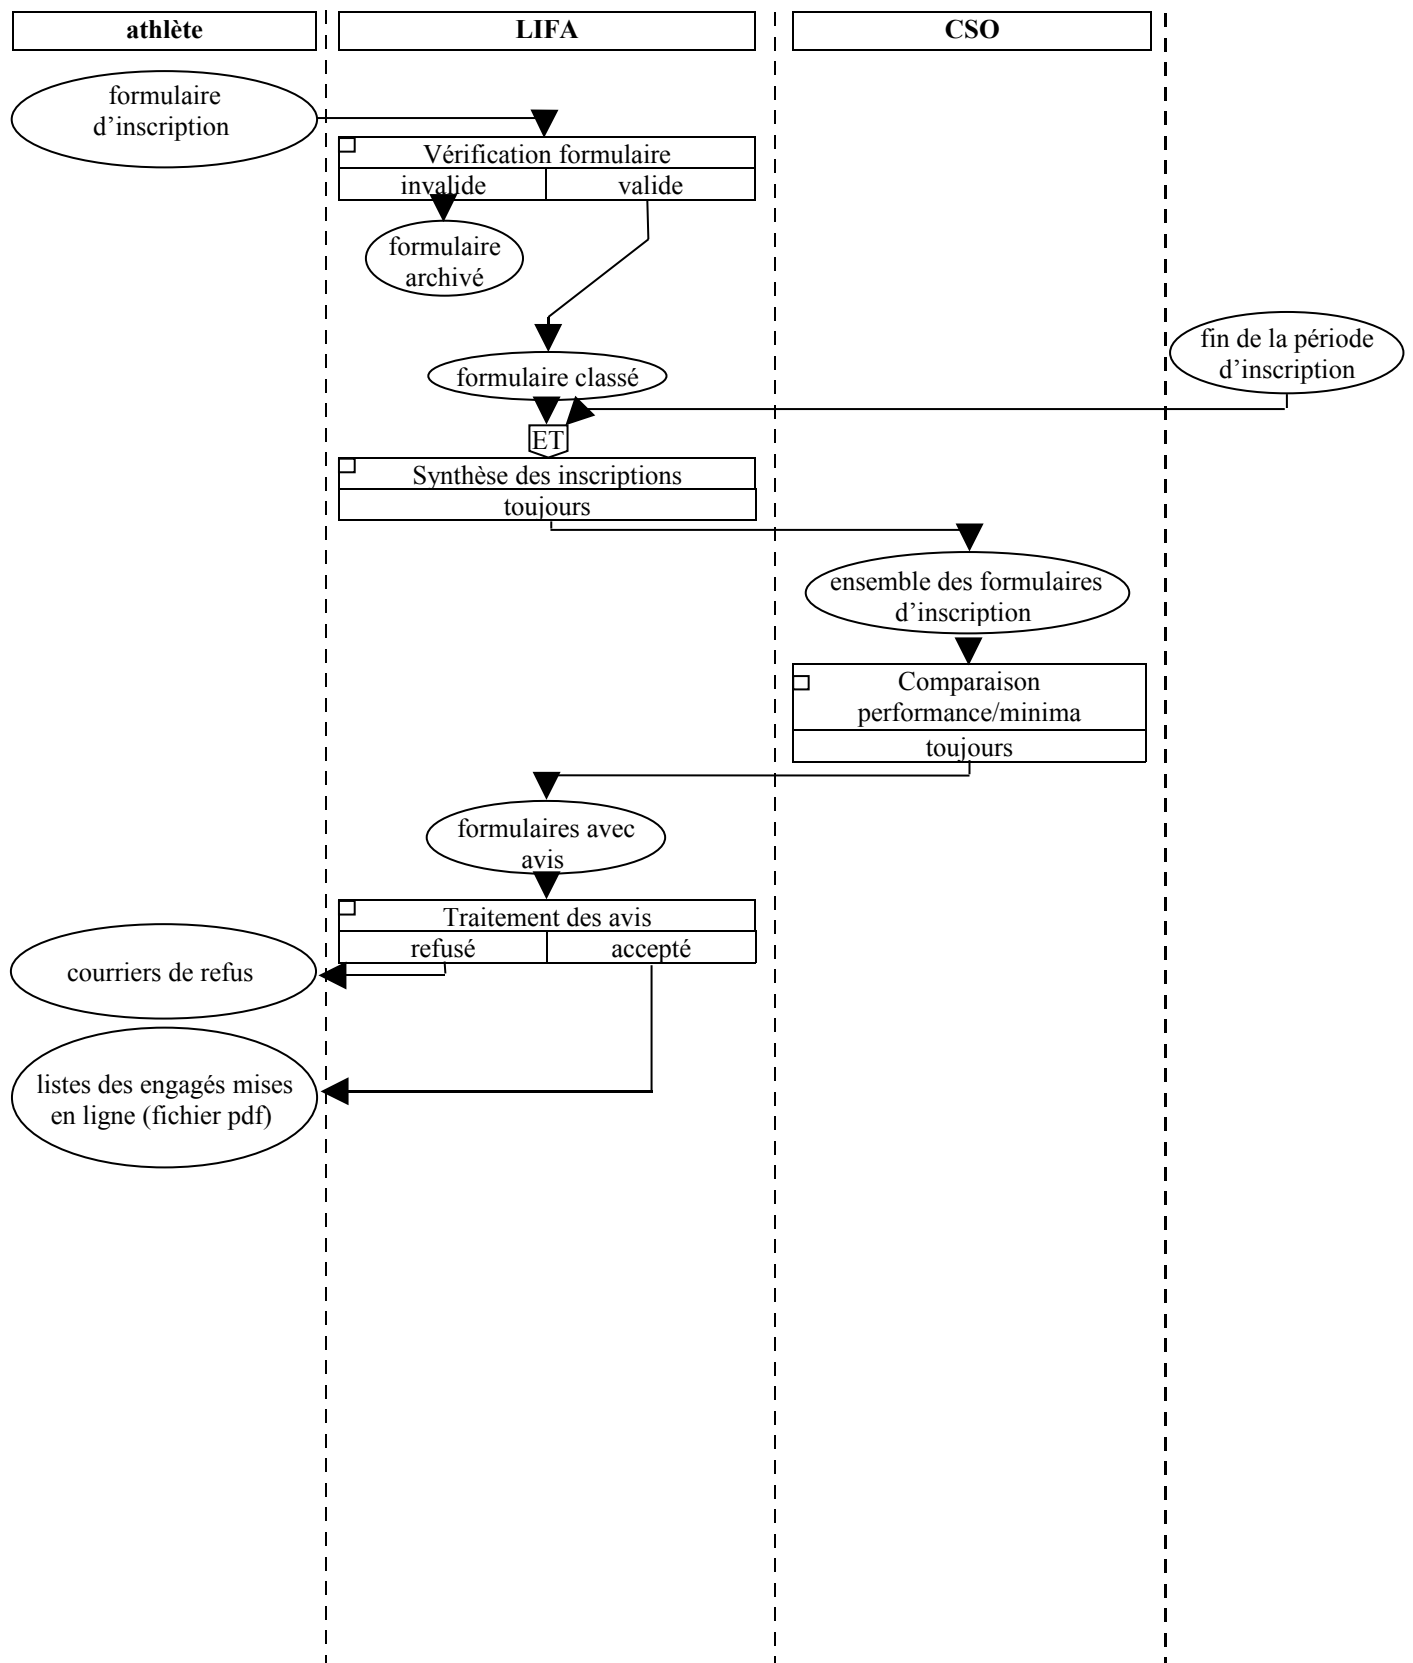 athlète
LIFA
CSO
formulaire
d’inscription
Vérification formulaire
invalide
valide
formulaire
archivé
fin de la période
d’inscription
formulaire classé
ET
Synthèse des inscriptions
toujours
ensemble des formulaires
d’inscription
Comparaison
performance/minima
toujours
formulaires avec
avis
Traitement des avis
refusé
accepté
courriers de refus
listes des engagés mises
en ligne (fichier pdf)